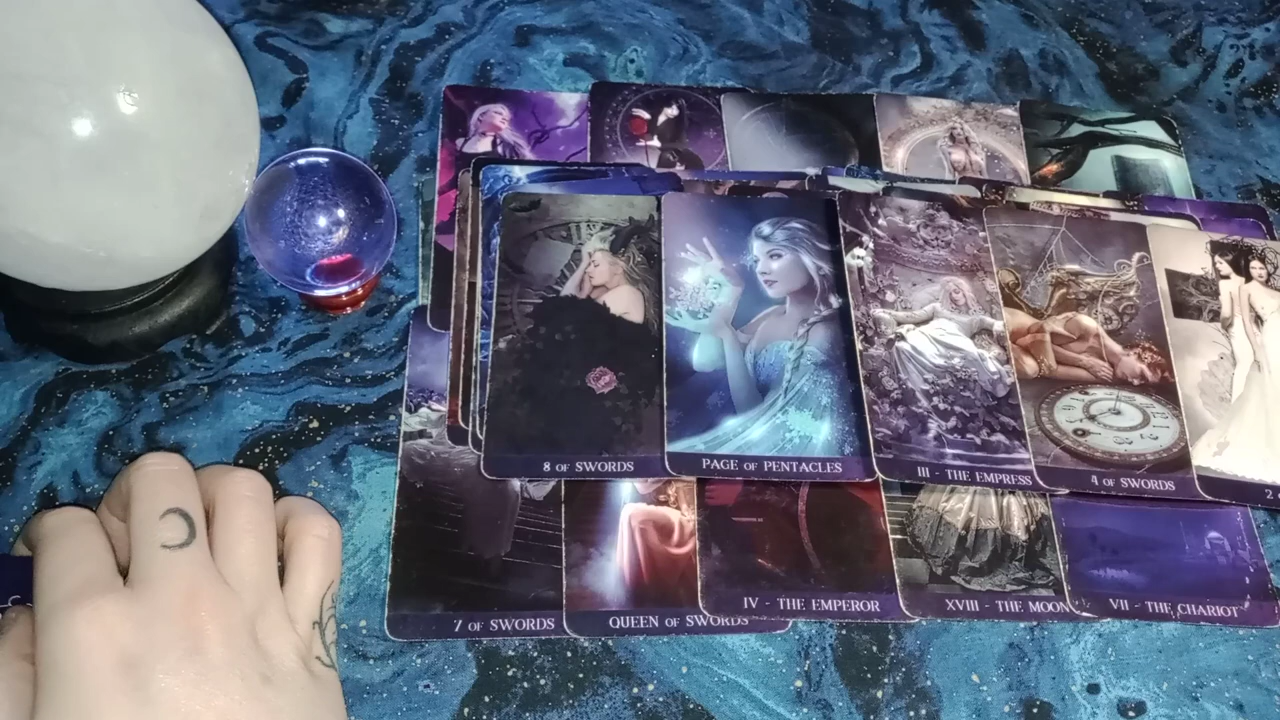 8 OF SWORDS
PAGE OF PENTACLES
III - THE EMPRESS
4 OF SWORDS
2
7 OF SWORDS
QUEEN OF SWORDS
IV - THE EMPEROR
XVIII - THE MOON
VII - THE CHARIOT